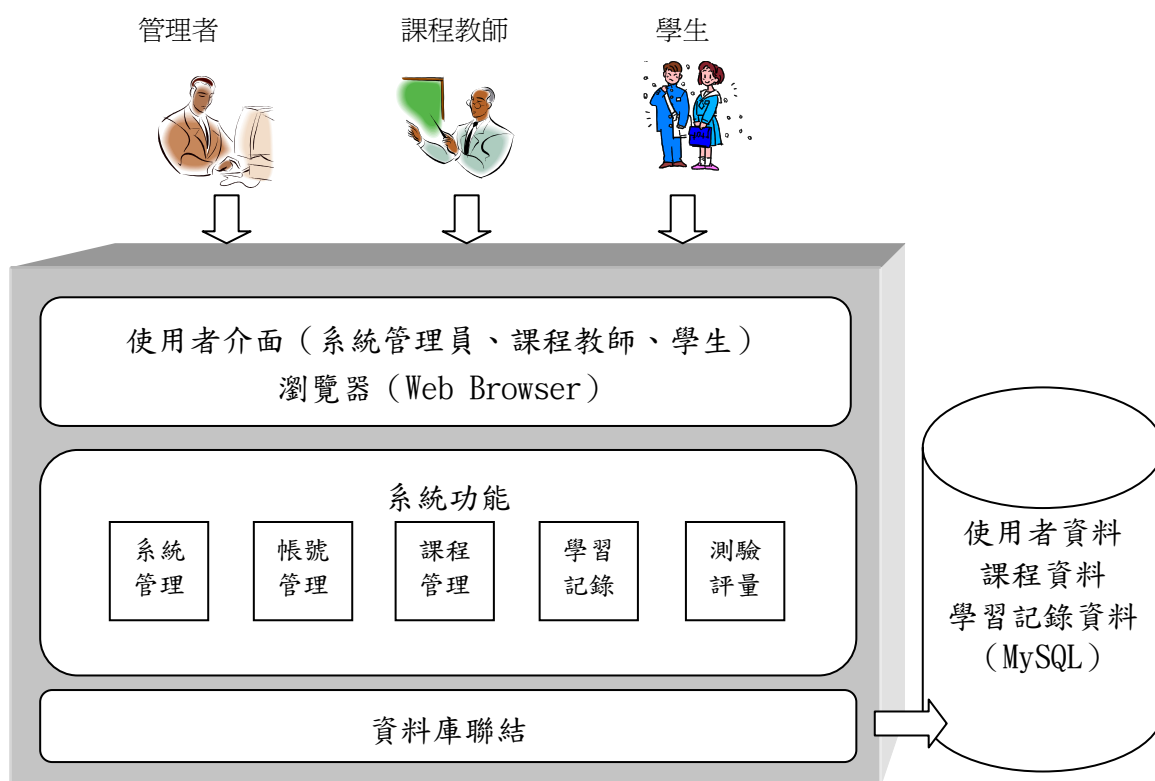 管理者
課程教師
學生
使用者介面（系統管理員、課程教師、學生）
瀏覽器（Web Browser）
系統功能
系統
管理
帳號
管理
課程
管理
學習
記錄
測驗
評量
資料庫聯結
使用者資料
課程資料
學習記錄資料
（MySQL）